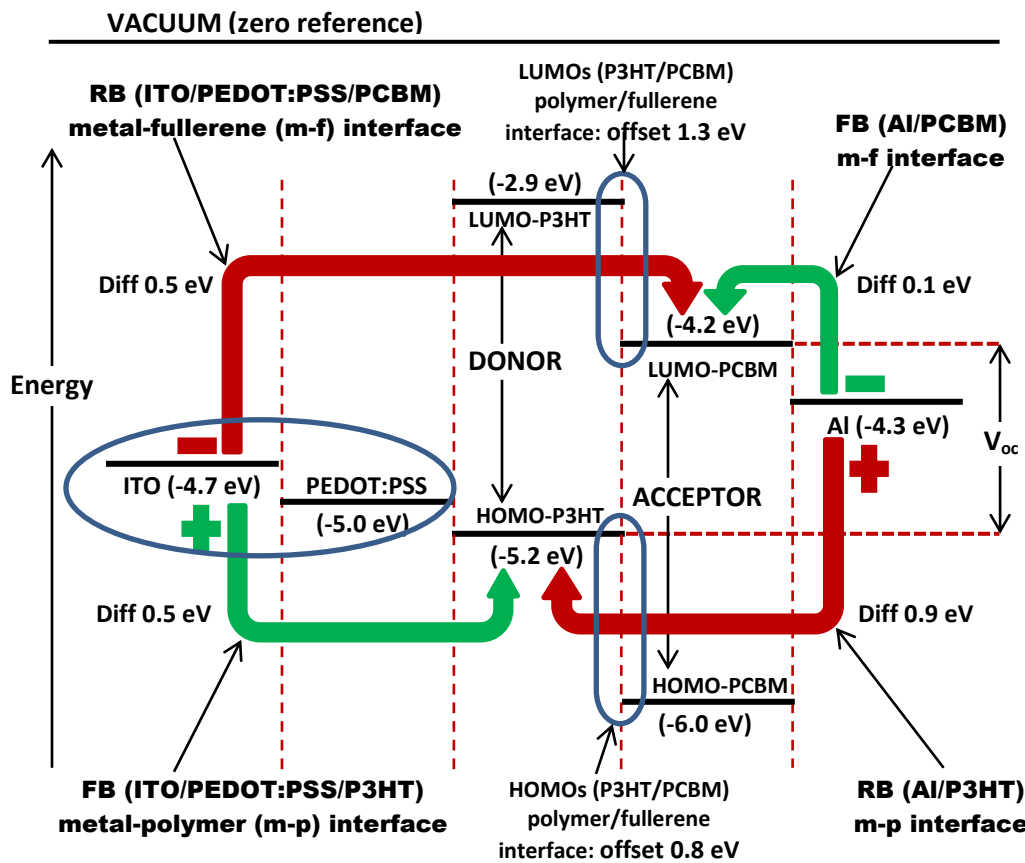 VACUUM (zero reference)
RB (ITO/PEDOT:PSS/PCBM)
metal-fullerene (m-f) interface
LUMOs (P3HT/PCBM)
polymer/fullerene
interface: offset 1.3 eV
FB (Al/PCBM)
m-f interface
(-2.9 eV)
LUMO-P3HT
Diff 0.5 eV
Diff 0.1 eV
(-4.2 eV)
LUMO-PCBM
DONOR
Energy
Al (-4.3 eV)
Voc
ITO (-4.7 eV)
PEDOT:PSS
(-5.0 eV)
ACCEPTOR
HOMO-P3HT
(-5.2 eV)
Diff 0.5 eV
Diff 0.9 eV
HOMO-PCBM
(-6.0 eV)
FB (ITO/PEDOT:PSS/P3HT)
metal-polymer (m-p) interface
HOMOs (P3HT/PCBM)
polymer/fullerene
interface: offset 0.8 eV
RB (Al/P3HT)
m-p interface